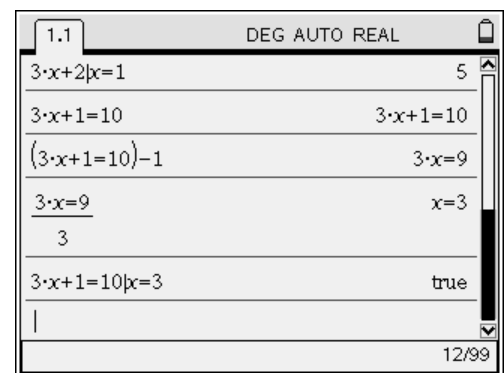 1.1 DEG AUTO REAL
3·x+2|x=1 5
3·x+1=10 3·x+1=10
(3·x+1=10)−1 3·x=9
3·x=9 x=3
3
3·x+1=10|x=3 true
12/99